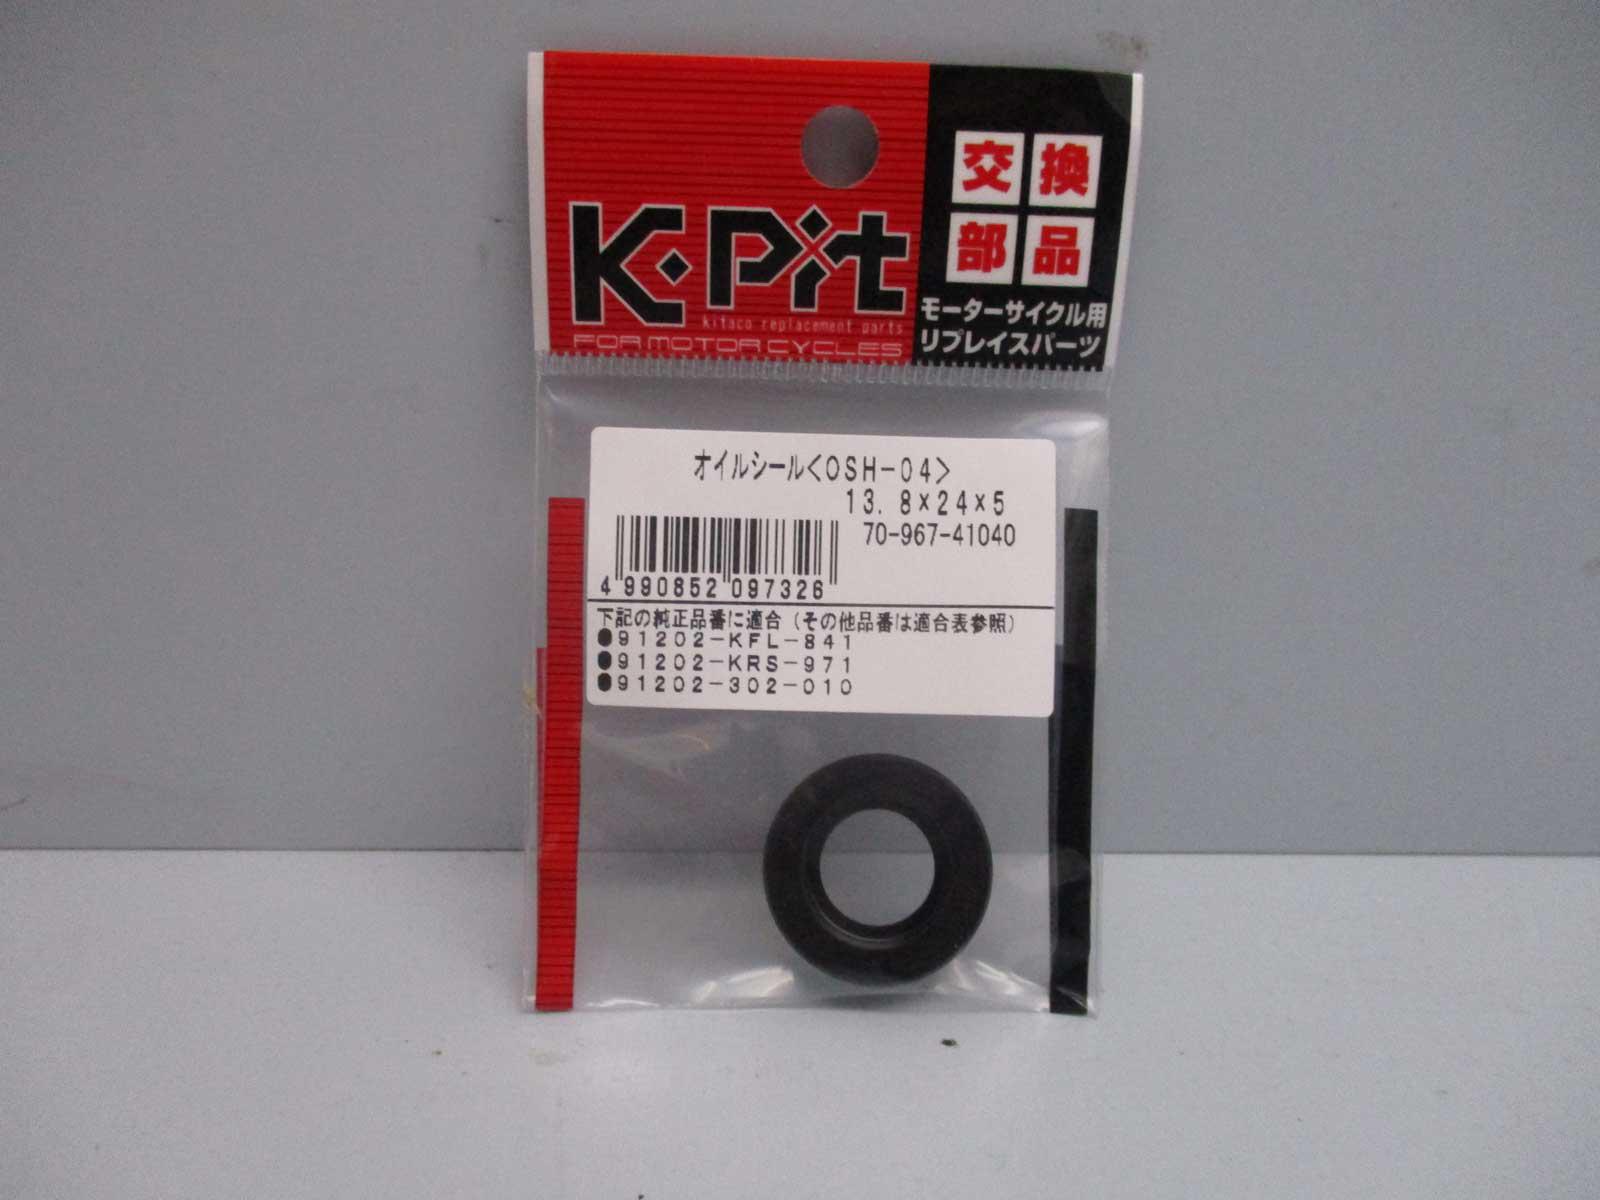 K·Pit
kitaco replacement parts
FOR MOTOR CYCLES
交換
部品
モーターサイクル用
リプレイスパーツ
オイルシール<OSH-04>
13.8×24×5
70-967-41040
4 990852 097326
下記の純正品番に適合(その他品番は適合表参照)
●91202-KFL-841
●91202-KRS-971
●91202-302-010